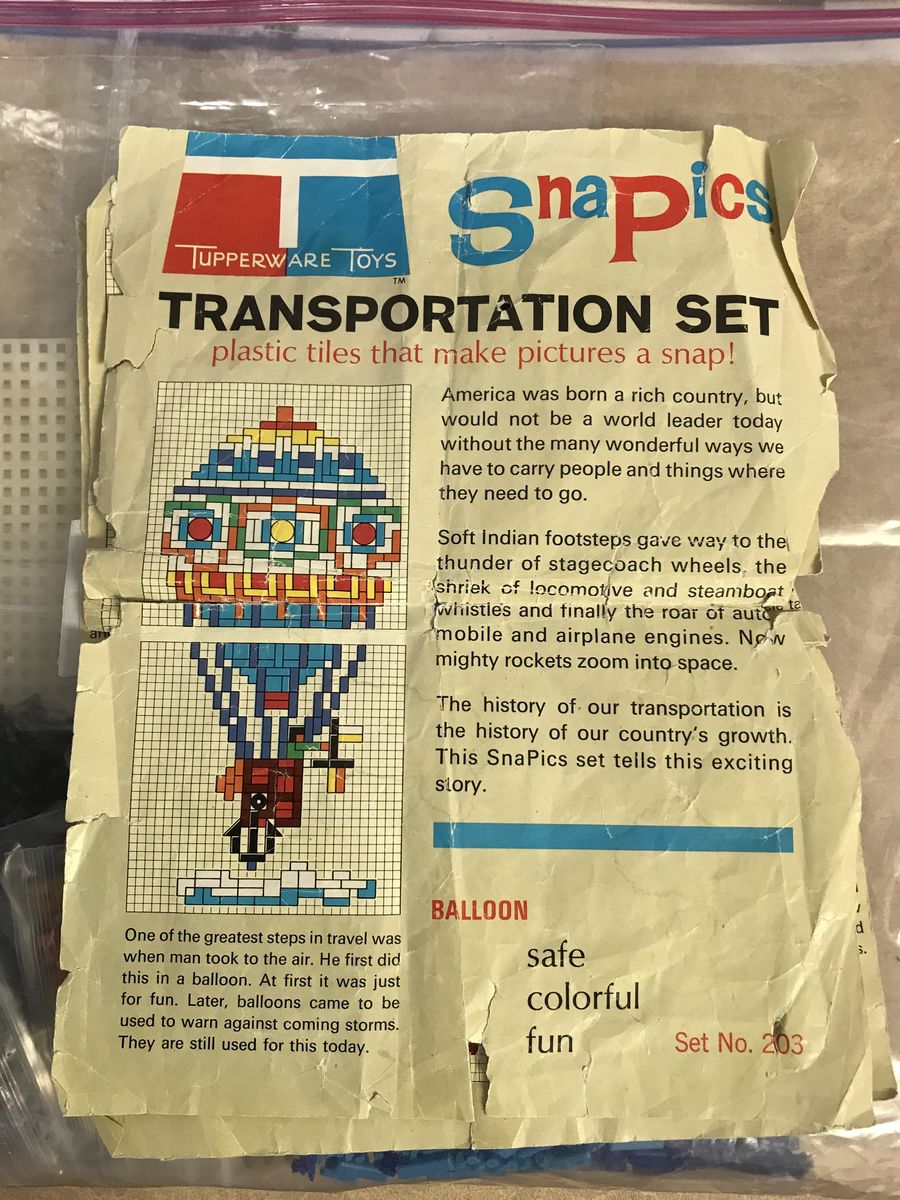 TUPPERWARE TOYS
TM
SnaPics
TRANSPORTATION SET
plastic tiles that make pictures a snap!
America was born a rich country, but
would not be a world leader today
without the many wonderful ways we
have to carry people and things where
they need to go.
Soft Indian footsteps gave way to the
thunder of stagecoach wheels, the
shriek of locomotive and steamboat
whistles and finally the roar of auto
mobile and airplane engines. Now
mighty rockets zoom into space.
The history of our transportation is
the history of our country's growth.
This SnaPics set tells this exciting
story.
One of the greatest steps in travel was
when man took to the air. He first did
this in a balloon. At first it was just
for fun. Later, balloons came to be
used to warn against coming storms.
They are still used for this today.
BALLOON
safe
colorful
fun
Set No. 203